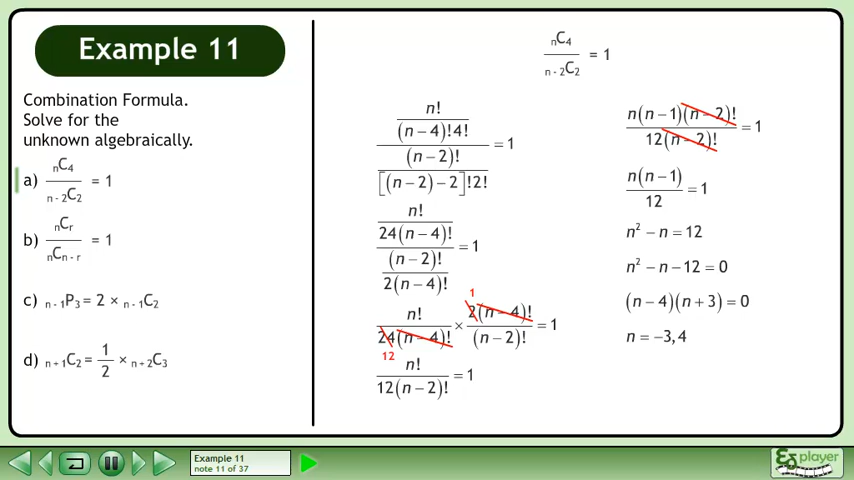 Example 11
Combination Formula.
Solve for the
unknown algebraically.
a) ₙC₄ / ₙ₋₂C₂ = 1
b) ₙCᵣ / ₙCₙ₋ᵣ = 1
c) ₙ₋₁P₃ = 2 × ₙ₋₁C₂
d) ₙ₊₁C₂ = 1/2 × ₙ₊₂C₃
ₙC₄ / ₙ₋₂C₂ = 1
(n! / ((n−4)!4!)) / ((n−2)! / ([(n−2)−2]!2!)) = 1
(n! / (24(n−4)!)) / ((n−2)! / (2(n−4)!)) = 1
1
n! / (24(n−4)!) × 2(n−4)! / (n−2)! = 1
12
n! / (12(n−2)!) = 1
n(n−1)(n−2)! / (12(n−2)!) = 1
n(n−1) / 12 = 1
n² − n = 12
n² − n − 12 = 0
(n−4)(n+3) = 0
n = −3, 4
Example 11
note 11 of 37
EZ player